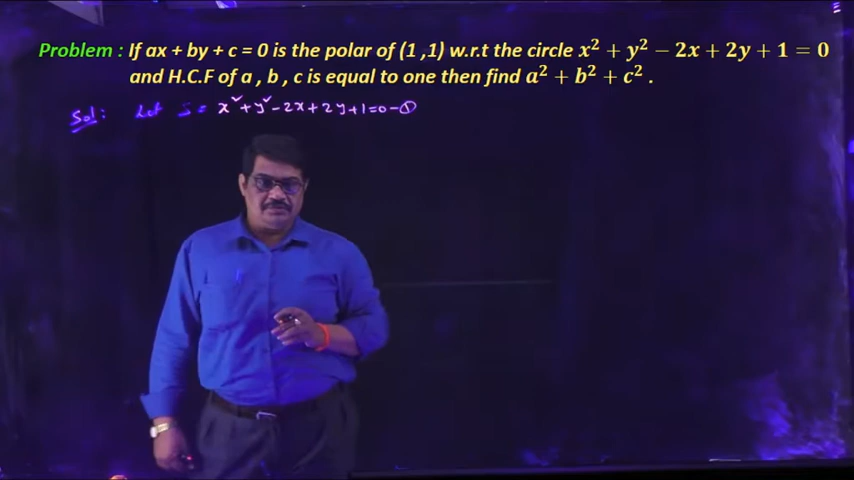 Problem : If ax + by + c = 0 is the polar of (1 ,1) w.r.t the circle x² + y² − 2x + 2y + 1 = 0
and H.C.F of a , b , c is equal to one then find a² + b² + c² .
Sol: Let S = x² + y² - 2x + 2y + 1 = 0 - ①